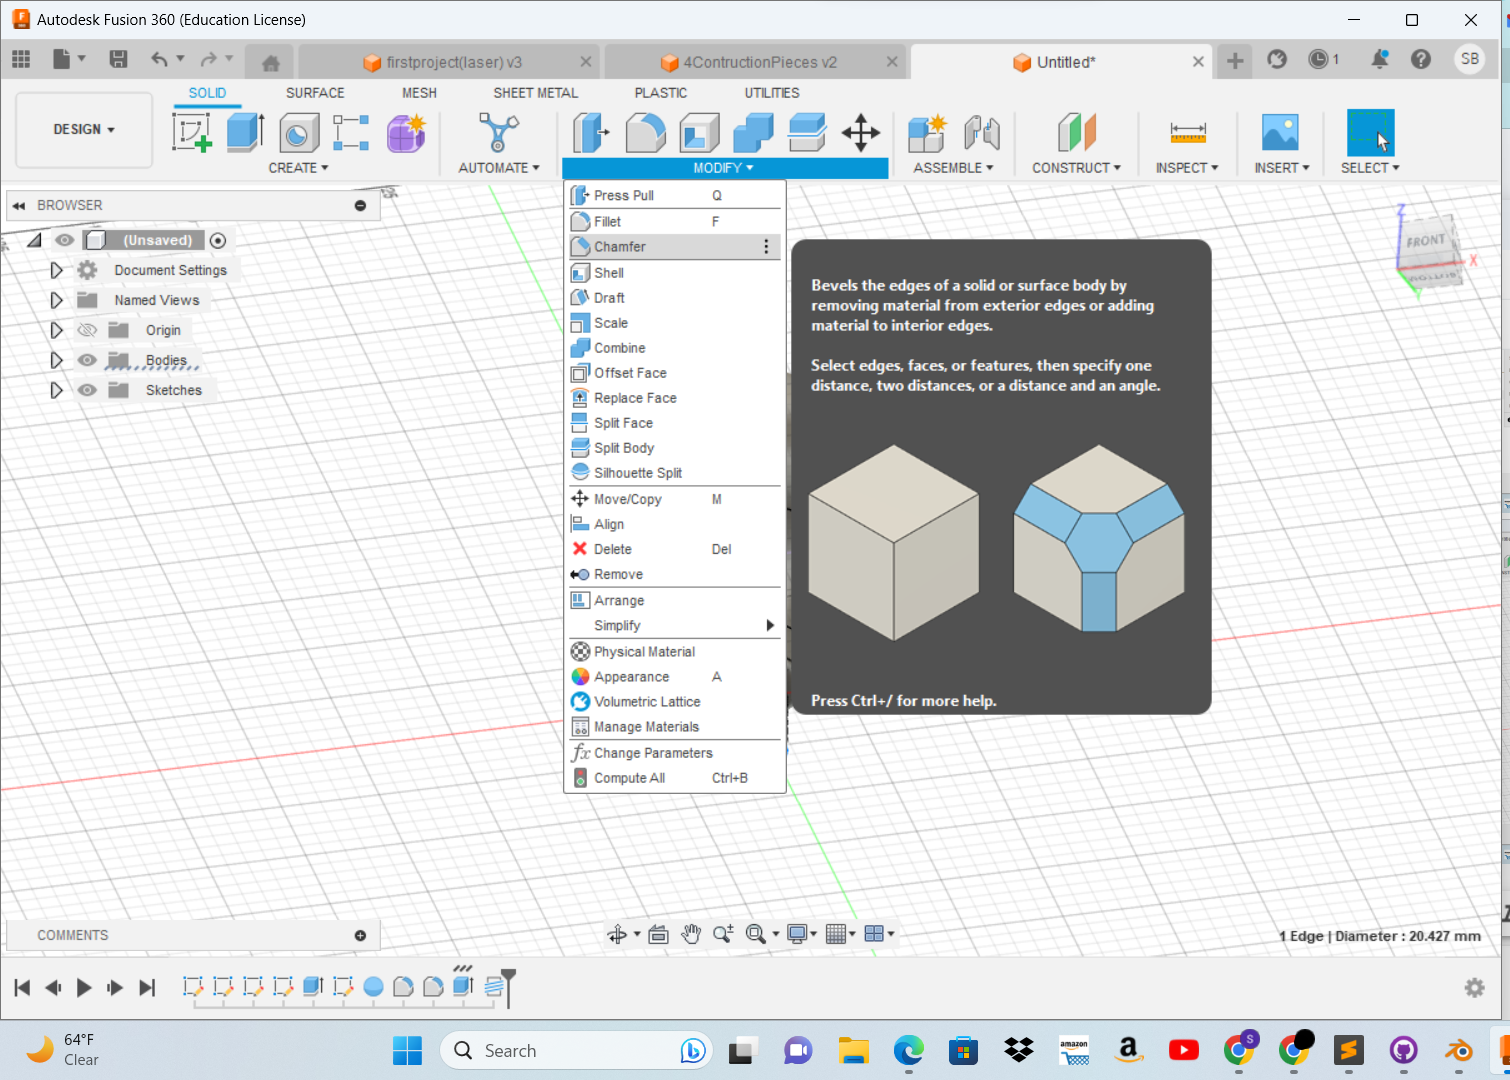 Autodesk Fusion 360 (Education License)
firstproject(laser) v3
4ContructionPieces v2
Untitled*
1
SB
DESIGN
SOLID
SURFACE
MESH
SHEET METAL
PLASTIC
UTILITIES
CREATE
AUTOMATE
MODIFY
ASSEMBLE
CONSTRUCT
INSPECT
INSERT
SELECT
BROWSER
(Unsaved)
Document Settings
Named Views
Origin
Bodies
Sketches
Press Pull Q
Fillet F
Chamfer
Shell
Draft
Scale
Combine
Offset Face
Replace Face
Split Face
Split Body
Silhouette Split
Move/Copy M
Align
Delete Del
Remove
Arrange
Simplify
Physical Material
Appearance A
Volumetric Lattice
Manage Materials
fx Change Parameters
Compute All Ctrl+B
Bevels the edges of a solid or surface body by
removing material from exterior edges or adding
material to interior edges.
Select edges, faces, or features, then specify one
distance, two distances, or a distance and an angle.
Press Ctrl+/ for more help.
Z
FRONT
X
COMMENTS
1 Edge | Diameter : 20.427 mm
64°F
Clear
Search
amazon
a
S